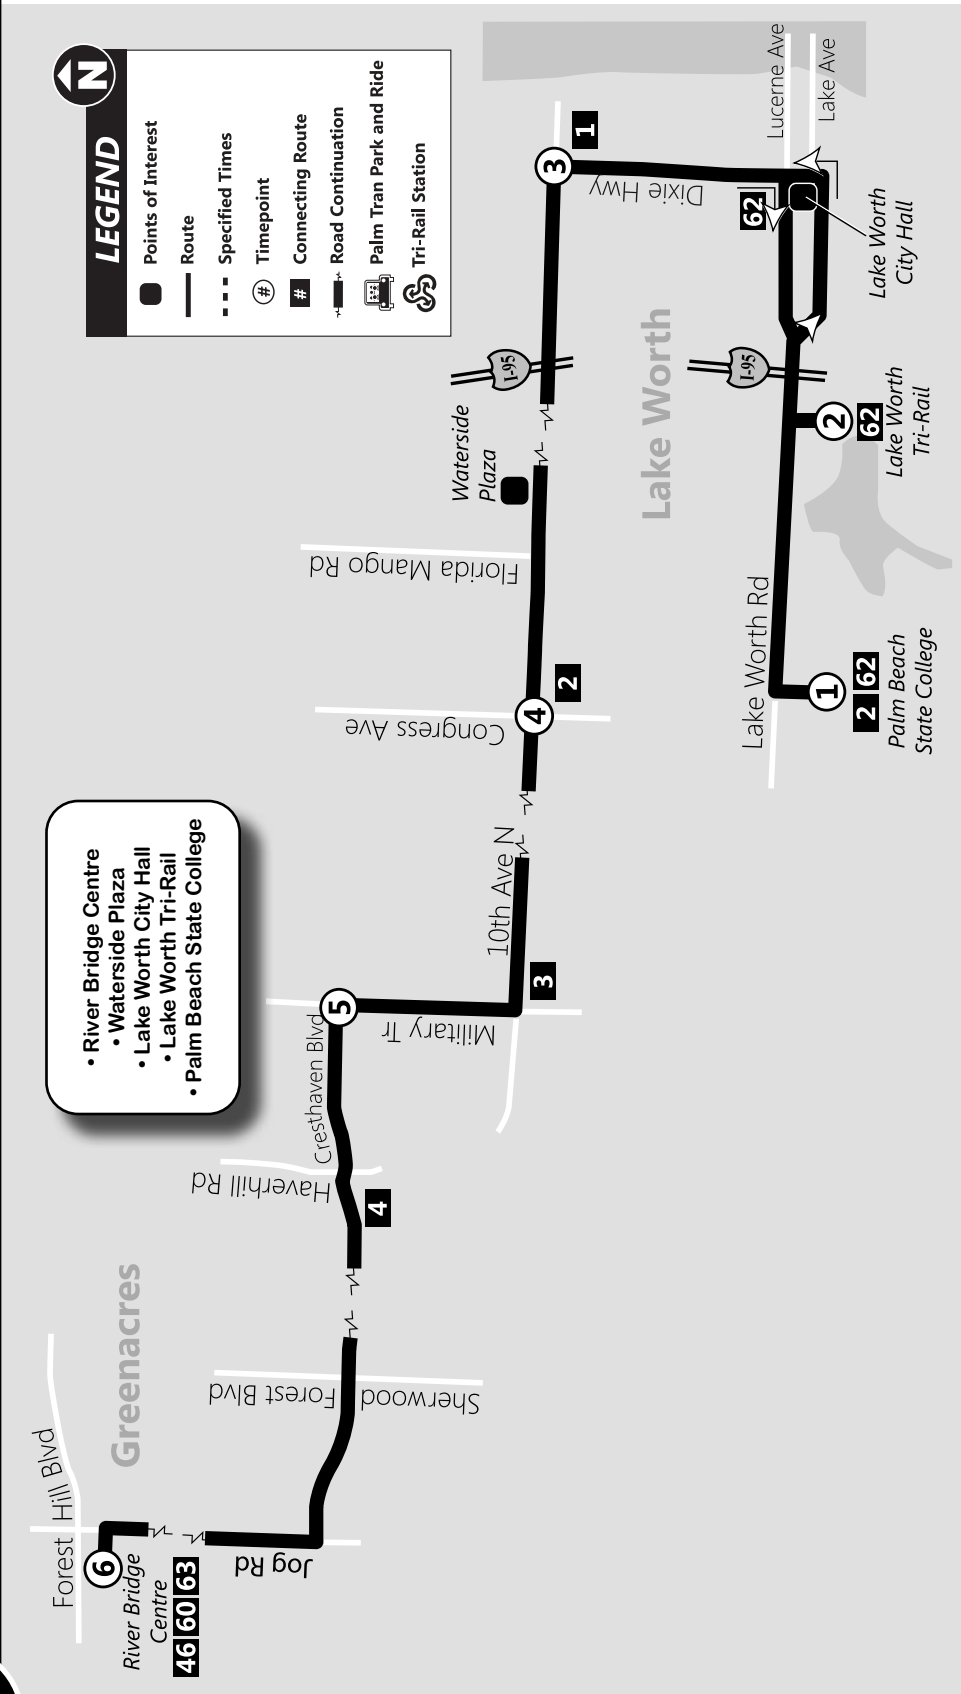 N
LEGEND
Points of Interest
Route
Specified Times
# Timepoint
# Connecting Route
Road Continuation
Palm Tran Park and Ride
Tri-Rail Station
• River Bridge Centre
• Waterside Plaza
• Lake Worth City Hall
• Lake Worth Tri-Rail
• Palm Beach State College
Forest Hill Blvd
6
River Bridge
Centre
46 60 63
Jog Rd
Greenacres
Sherwood Forest Blvd
4
Haverhill Rd
Cresthaven Blvd
5
Military Tr
3
10th Ave N
Congress Ave
4
2
Florida Mango Rd
Waterside
Plaza
I-95
3
1
Dixie Hwy
Lake Worth
62
Lucerne Ave
Lake Ave
Lake Worth
City Hall
I-95
2
62
Lake Worth
Tri-Rail
Lake Worth Rd
1
2 62
Palm Beach
State College